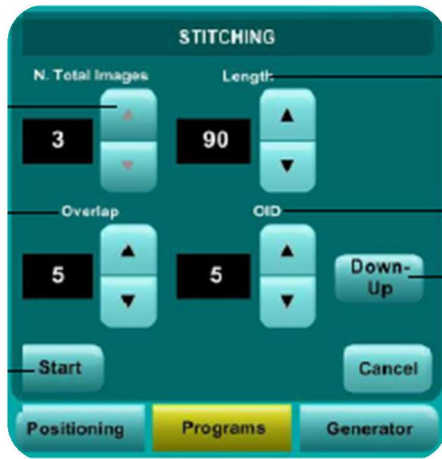 STITCHING
N. Total Images Length
3 90
Overlap OID
5 5
Down-
Up
Start Cancel
Positioning Programs Generator